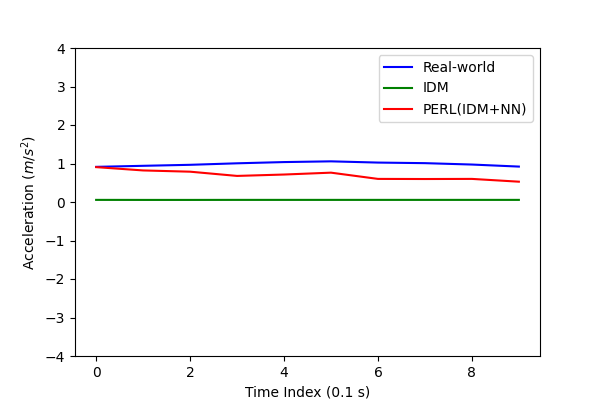 Real-world
IDM
PERL(IDM+NN)
4
3
2
1
0
−1
−2
−3
−4
Acceleration (m/s²)
0 2 4 6 8
Time Index (0.1 s)